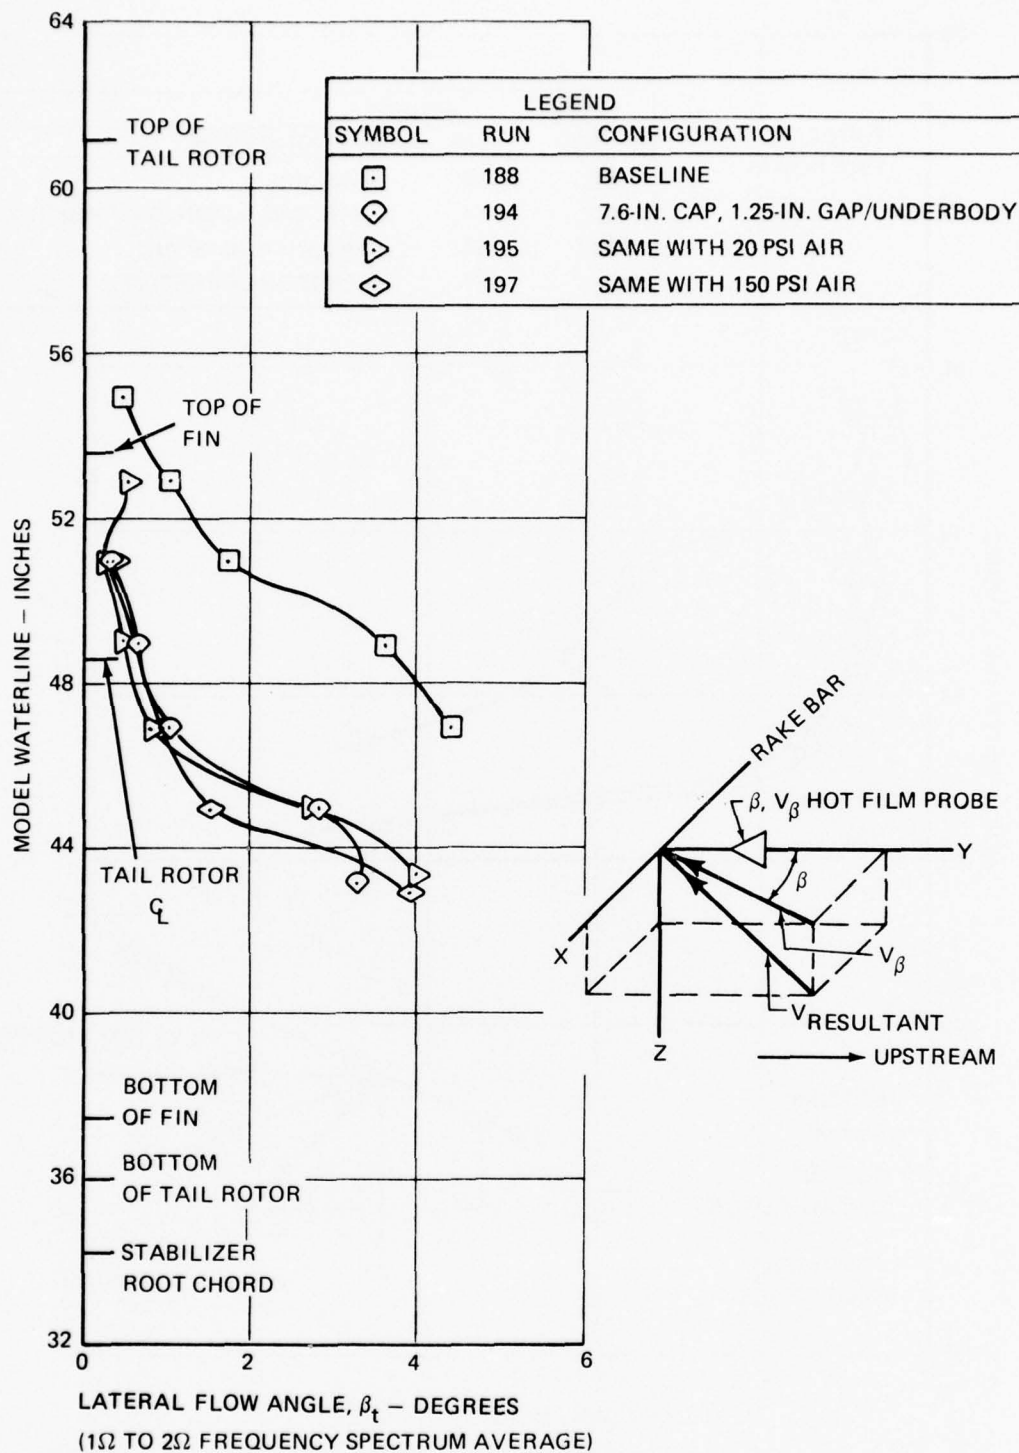 64
60
56
52
48
44
40
36
32
MODEL WATERLINE – INCHES
TOP OF
TAIL ROTOR
LEGEND
SYMBOL RUN CONFIGURATION
188 BASELINE
194 7.6-IN. CAP, 1.25-IN. GAP/UNDERBODY
195 SAME WITH 20 PSI AIR
197 SAME WITH 150 PSI AIR
TOP OF
FIN
TAIL ROTOR
C̲L
BOTTOM
OF FIN
BOTTOM
OF TAIL ROTOR
STABILIZER
ROOT CHORD
0 2 4 6
LATERAL FLOW ANGLE, βt – DEGREES
(1Ω TO 2Ω FREQUENCY SPECTRUM AVERAGE)
RAKE BAR
β, Vβ HOT FILM PROBE
Y
β
X
Vβ
VRESULTANT
Z
UPSTREAM